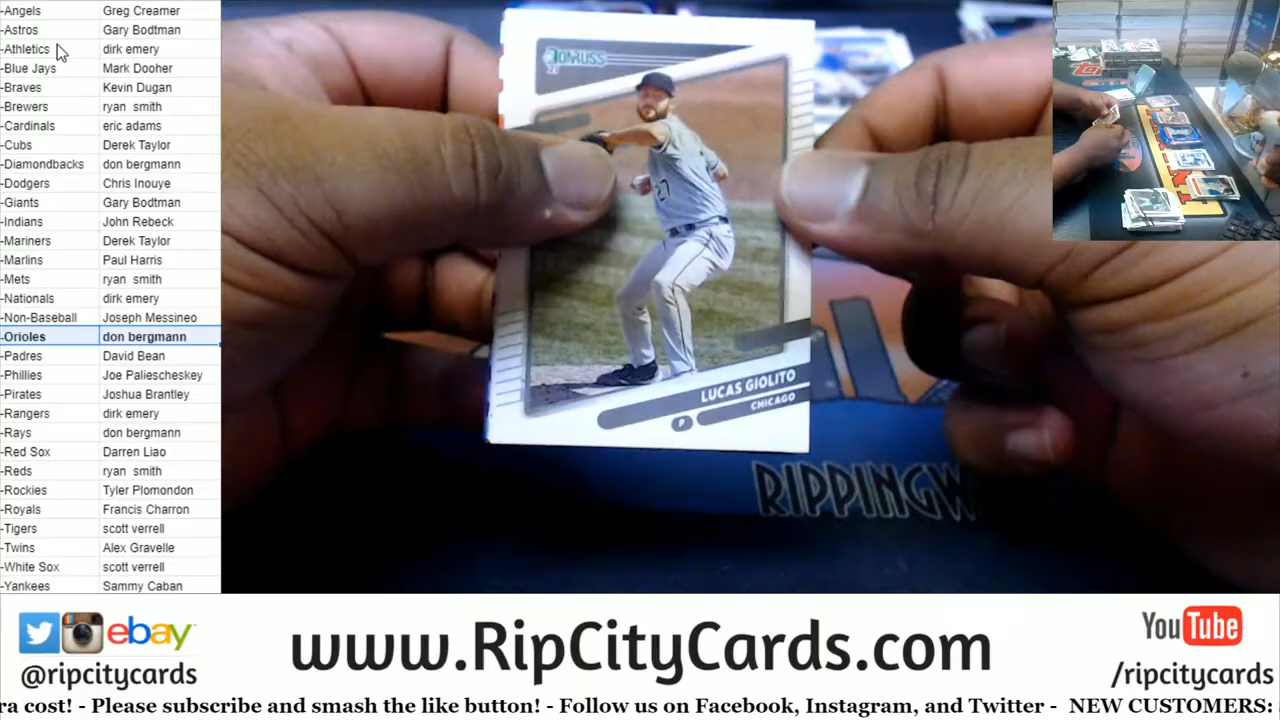 -Angels Greg Creamer
-Astros Gary Bodtman
-Athletics dirk emery
-Blue Jays Mark Dooher
-Braves Kevin Dugan
-Brewers ryan smith
-Cardinals eric adams
-Cubs Derek Taylor
-Diamondbacks don bergmann
-Dodgers Chris Inouye
-Giants Gary Bodtman
-Indians John Rebeck
-Mariners Derek Taylor
-Marlins Paul Harris
-Mets ryan smith
-Nationals dirk emery
-Non-Baseball Joseph Messineo
-Orioles don bergmann
-Padres David Bean
-Phillies Joe Paliescheskey
-Pirates Joshua Brantley
-Rangers dirk emery
-Rays don bergmann
-Red Sox Darren Liao
-Reds ryan smith
-Rockies Tyler Plomondon
-Royals Francis Charron
-Tigers scott verrell
-Twins Alex Gravelle
-White Sox scott verrell
-Yankees Sammy Caban
DONRUSS
27
LUCAS GIOLITO
CHICAGO
P
RIPPINGW
ebay
@ripcitycards
www.RipCityCards.com
YouTube
/ripcitycards
ra cost! - Please subscribe and smash the like button! - Follow us on Facebook, Instagram, and Twitter - NEW CUSTOMERS: